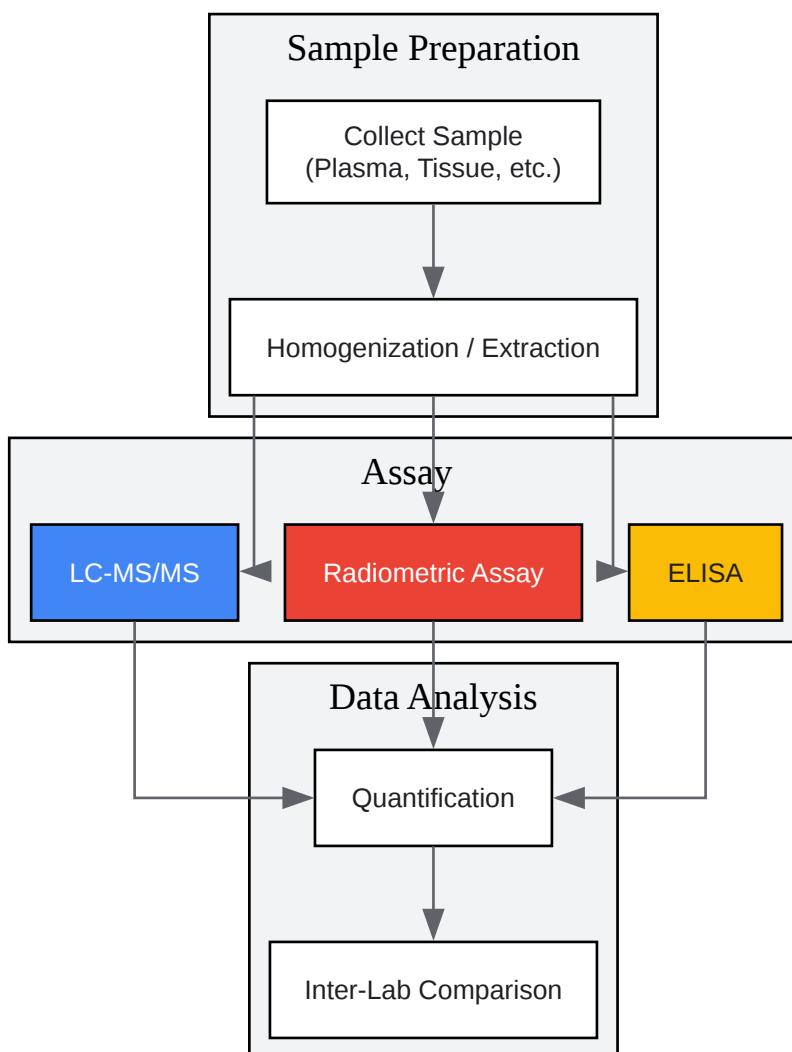 Sample Preparation
Collect Sample
(Plasma, Tissue, etc.)
Homogenization / Extraction
Assay
LC-MS/MS
Radiometric Assay
ELISA
Data Analysis
Quantification
Inter-Lab Comparison